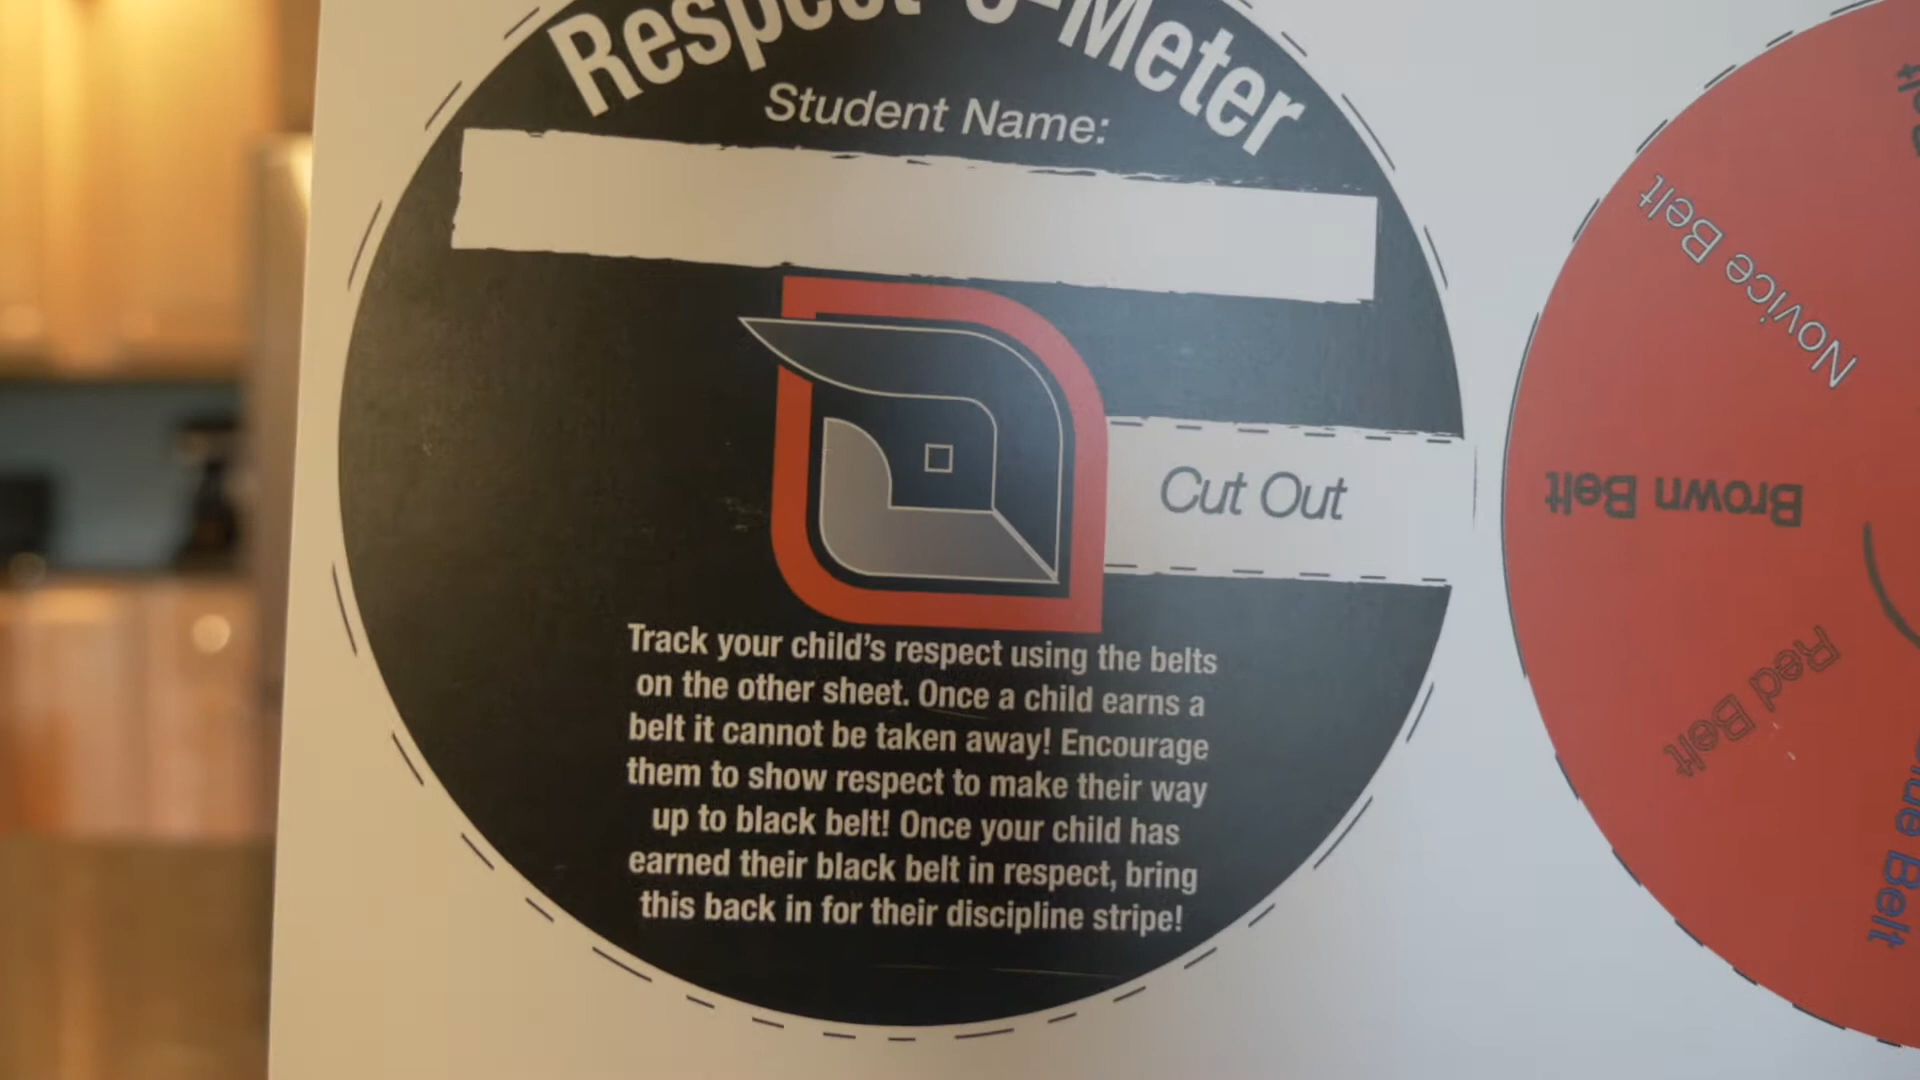 Respect-o-Meter
Student Name:
Cut Out
Track your child's respect using the belts
on the other sheet. Once a child earns a
belt it cannot be taken away! Encourage
them to show respect to make their way
up to black belt! Once your child has
earned their black belt in respect, bring
this back in for their discipline stripe!
Novice Belt
Brown Belt
Red Belt
Belt